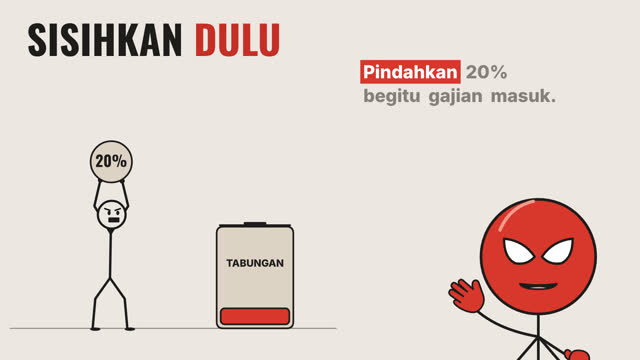 SISIHKAN DULU
Pindahkan 20%
begitu gajian masuk.
20%
TABUNGAN